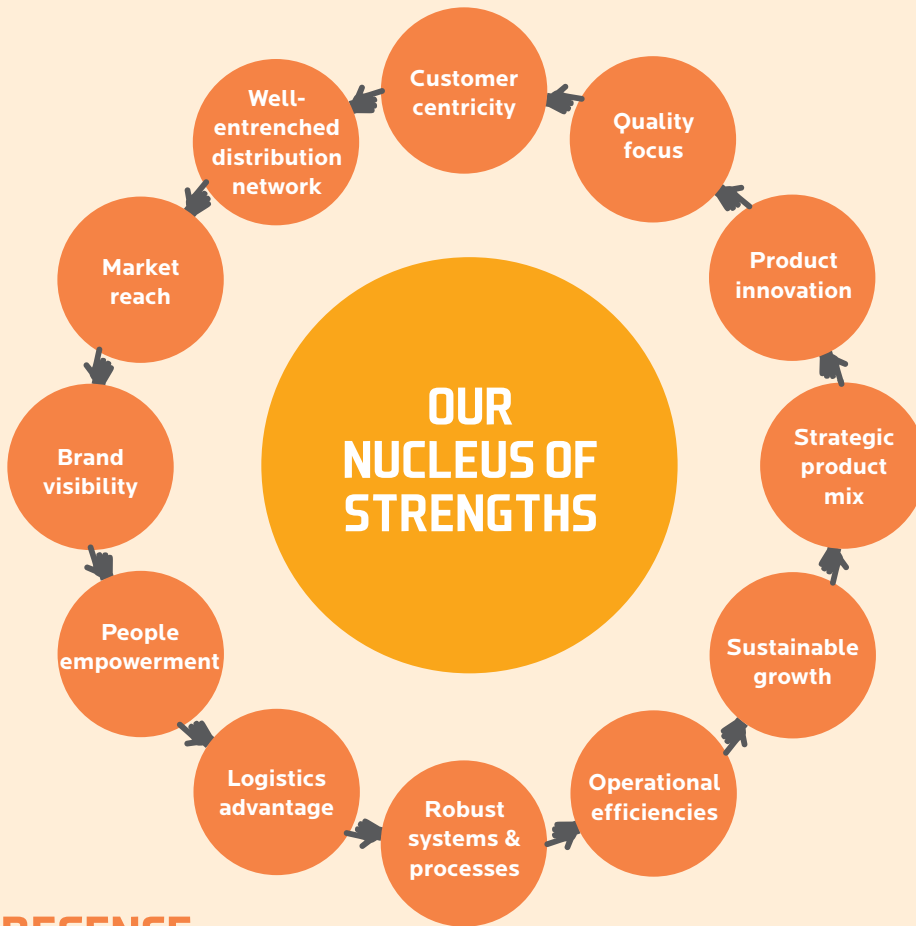 Customer
centricity
Well-
entrenched
distribution
network
Market
reach
Brand
visibility
People
empowerment
Logistics
advantage
Robust
systems &
processes
Operational
efficiencies
Sustainable
growth
Strategic
product
mix
Product
innovation
Quality
focus
OUR
NUCLEUS OF
STRENGTHS